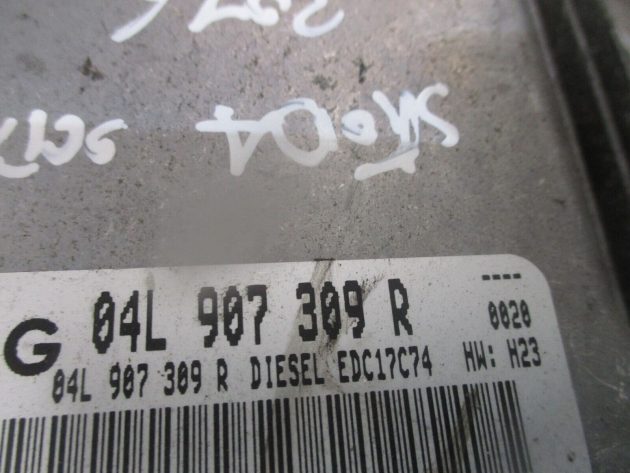 SKODA
G 04L 907 309 R
----
0020
04L 907 309 R DIESEL EDC17C74 HW: H23